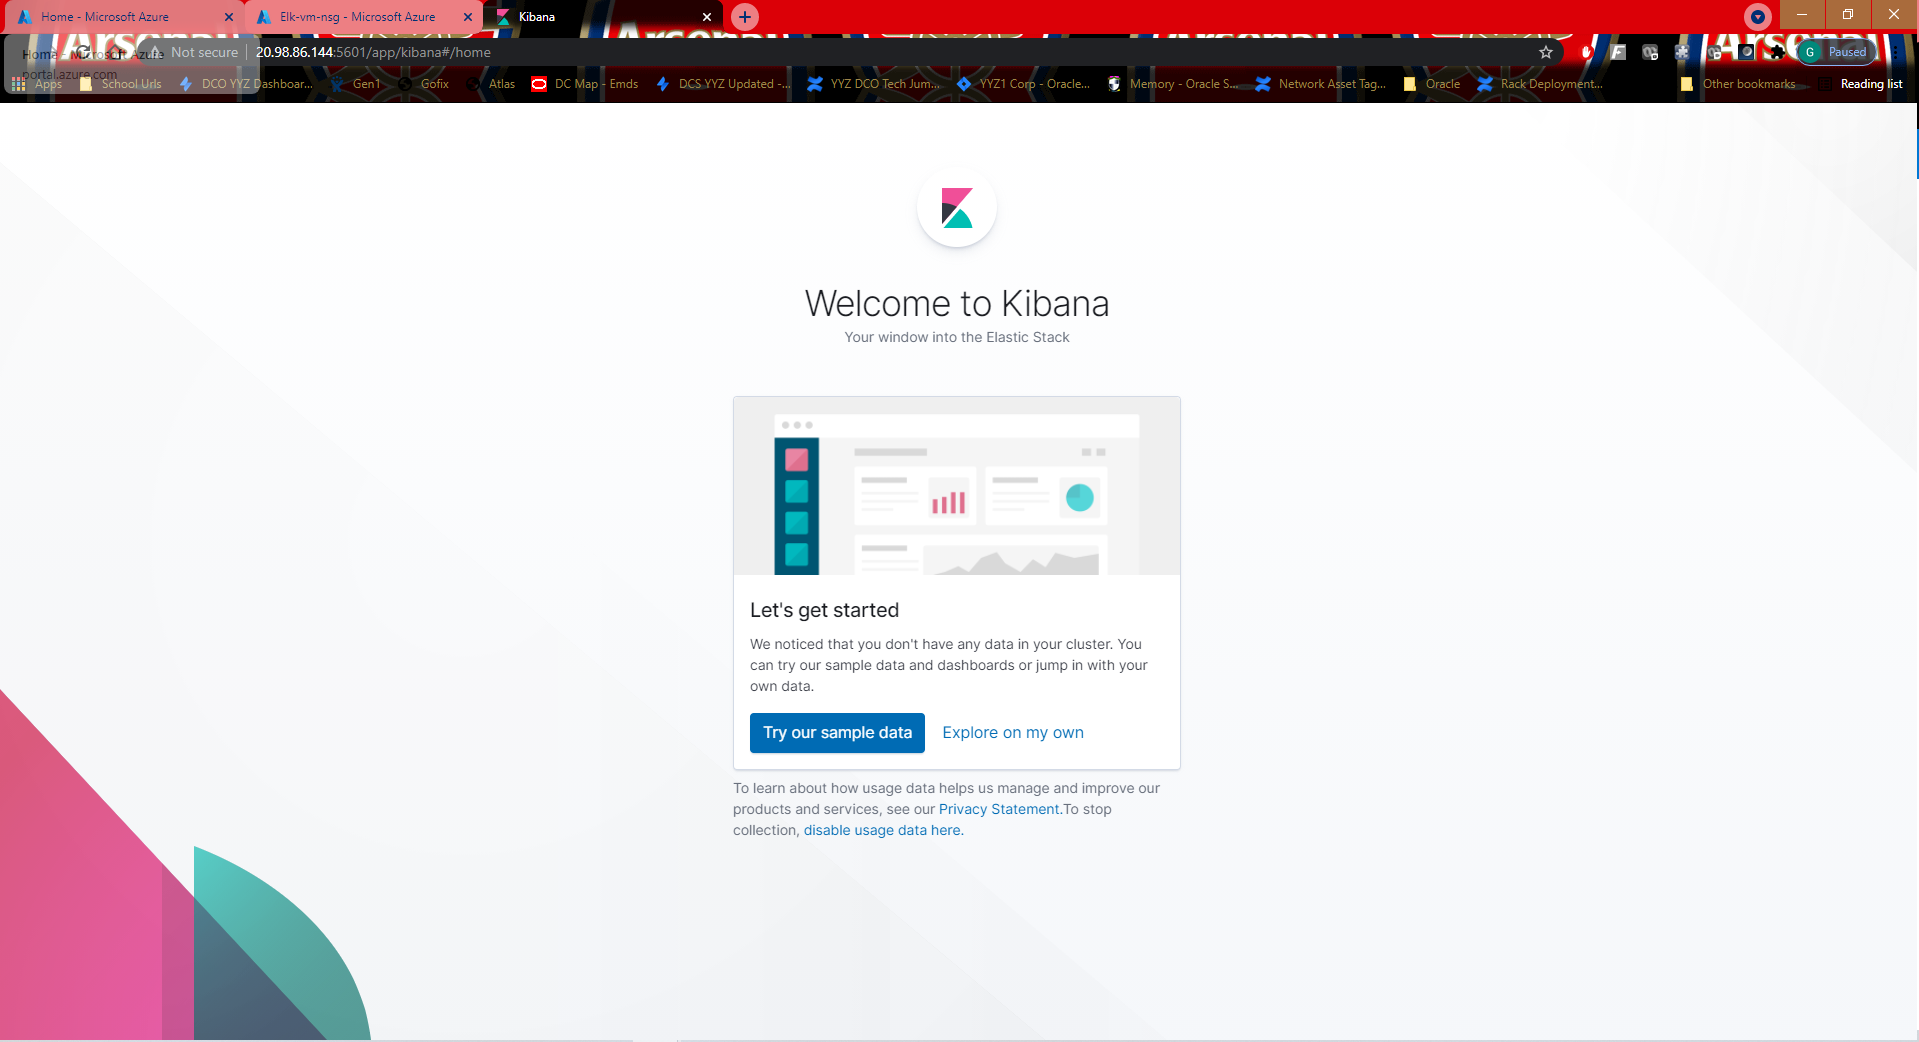 Home - Microsoft Azure
Elk-vm-nsg - Microsoft Azure
Kibana
Arsenal
Home - Microsoft Azure
portal.azure.com
Not secure
20.98.86.144:5601/app/kibana#/home
G
Paused
Apps
School Urls
DCO YYZ Dashboar...
Gen1
Gofix
Atlas
DC Map - Emds
DCS YYZ Updated -...
YYZ DCO Tech Jum...
YYZ1 Corp - Oracle...
Memory - Oracle S...
Network Asset Tag...
Oracle
Rack Deployment...
Other bookmarks
Reading list
Welcome to Kibana
Your window into the Elastic Stack
Let's get started
We noticed that you don't have any data in your cluster. You
can try our sample data and dashboards or jump in with your
own data.
Try our sample data
Explore on my own
To learn about how usage data helps us manage and improve our
products and services, see our Privacy Statement.To stop
collection, disable usage data here.